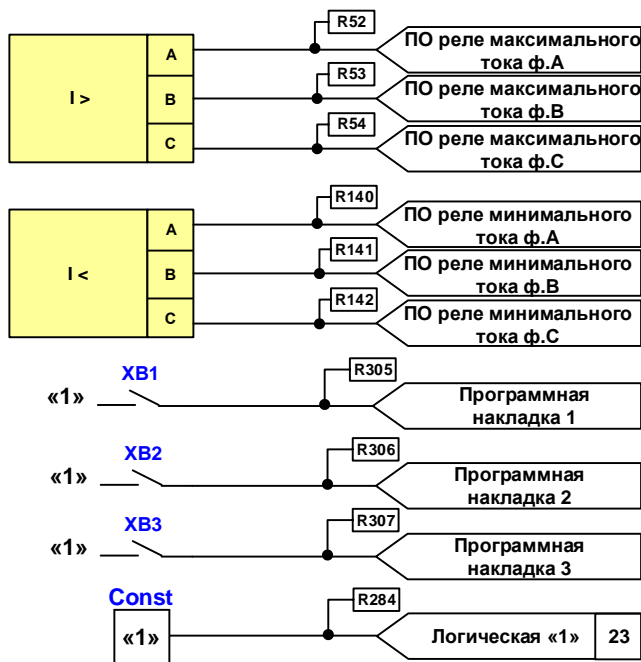 R52
I >
A
ПО реле максимального
тока ф.А
R53
B
ПО реле максимального
тока ф.В
R54
C
ПО реле максимального
тока ф.С
R140
I <
A
ПО реле минимального
тока ф.А
R141
B
ПО реле минимального
тока ф.В
R142
C
ПО реле минимального
тока ф.С
R305
XB1
«1»
Программная
накладка 1
R306
XB2
«1»
Программная
накладка 2
R307
XB3
«1»
Программная
накладка 3
R284
Const
«1»
Логическая «1» 23